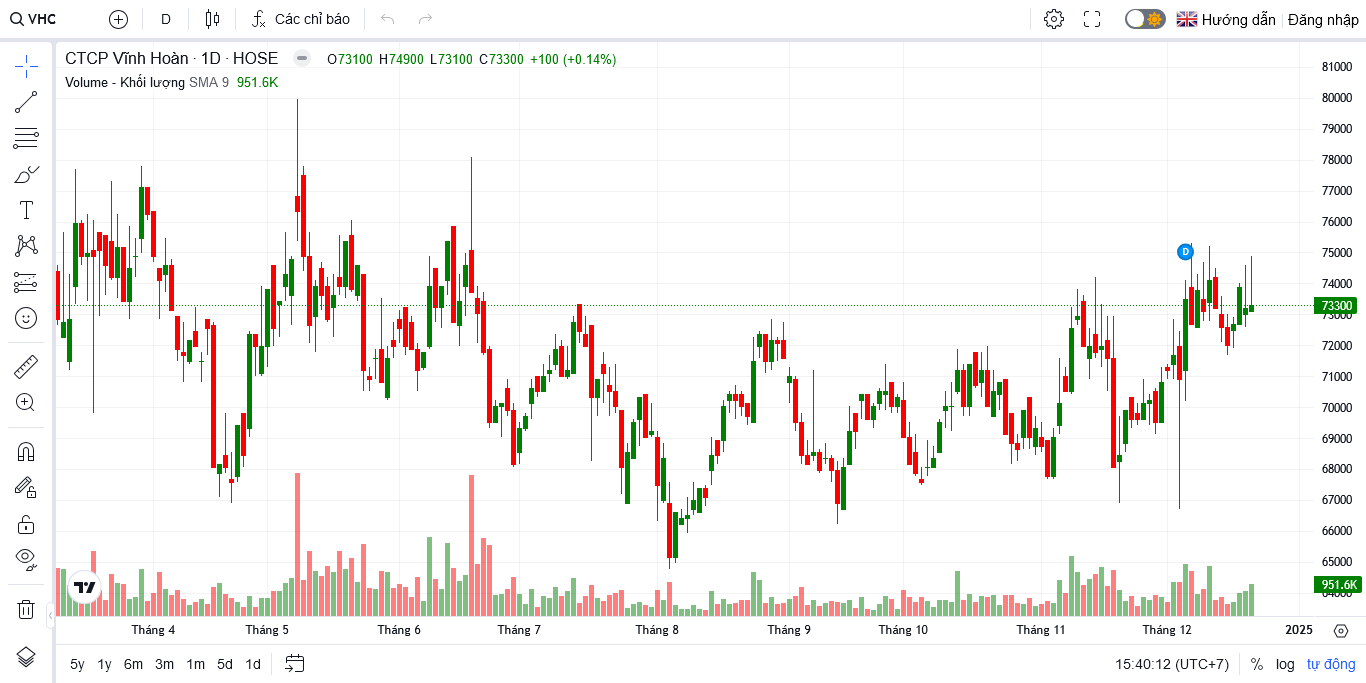 VHC D Các chỉ báo Hướng dẫn Đăng nhập
CTCP Vĩnh Hoàn · 1D · HOSE O73100 H74900 L73100 C73300 +100 (+0.14%)
Volume - Khối lượng SMA 9 951.6K
81000
80000
79000
78000
77000
76000
75000
D
74000
73300
73000
72000
71000
70000
69000
68000
67000
66000
65000
951.6K
64000
Tháng 4 Tháng 5 Tháng 6 Tháng 7 Tháng 8 Tháng 9 Tháng 10 Tháng 11 Tháng 12 2025
5y 1y 6m 3m 1m 5d 1d 15:40:12 (UTC+7) % log tự động